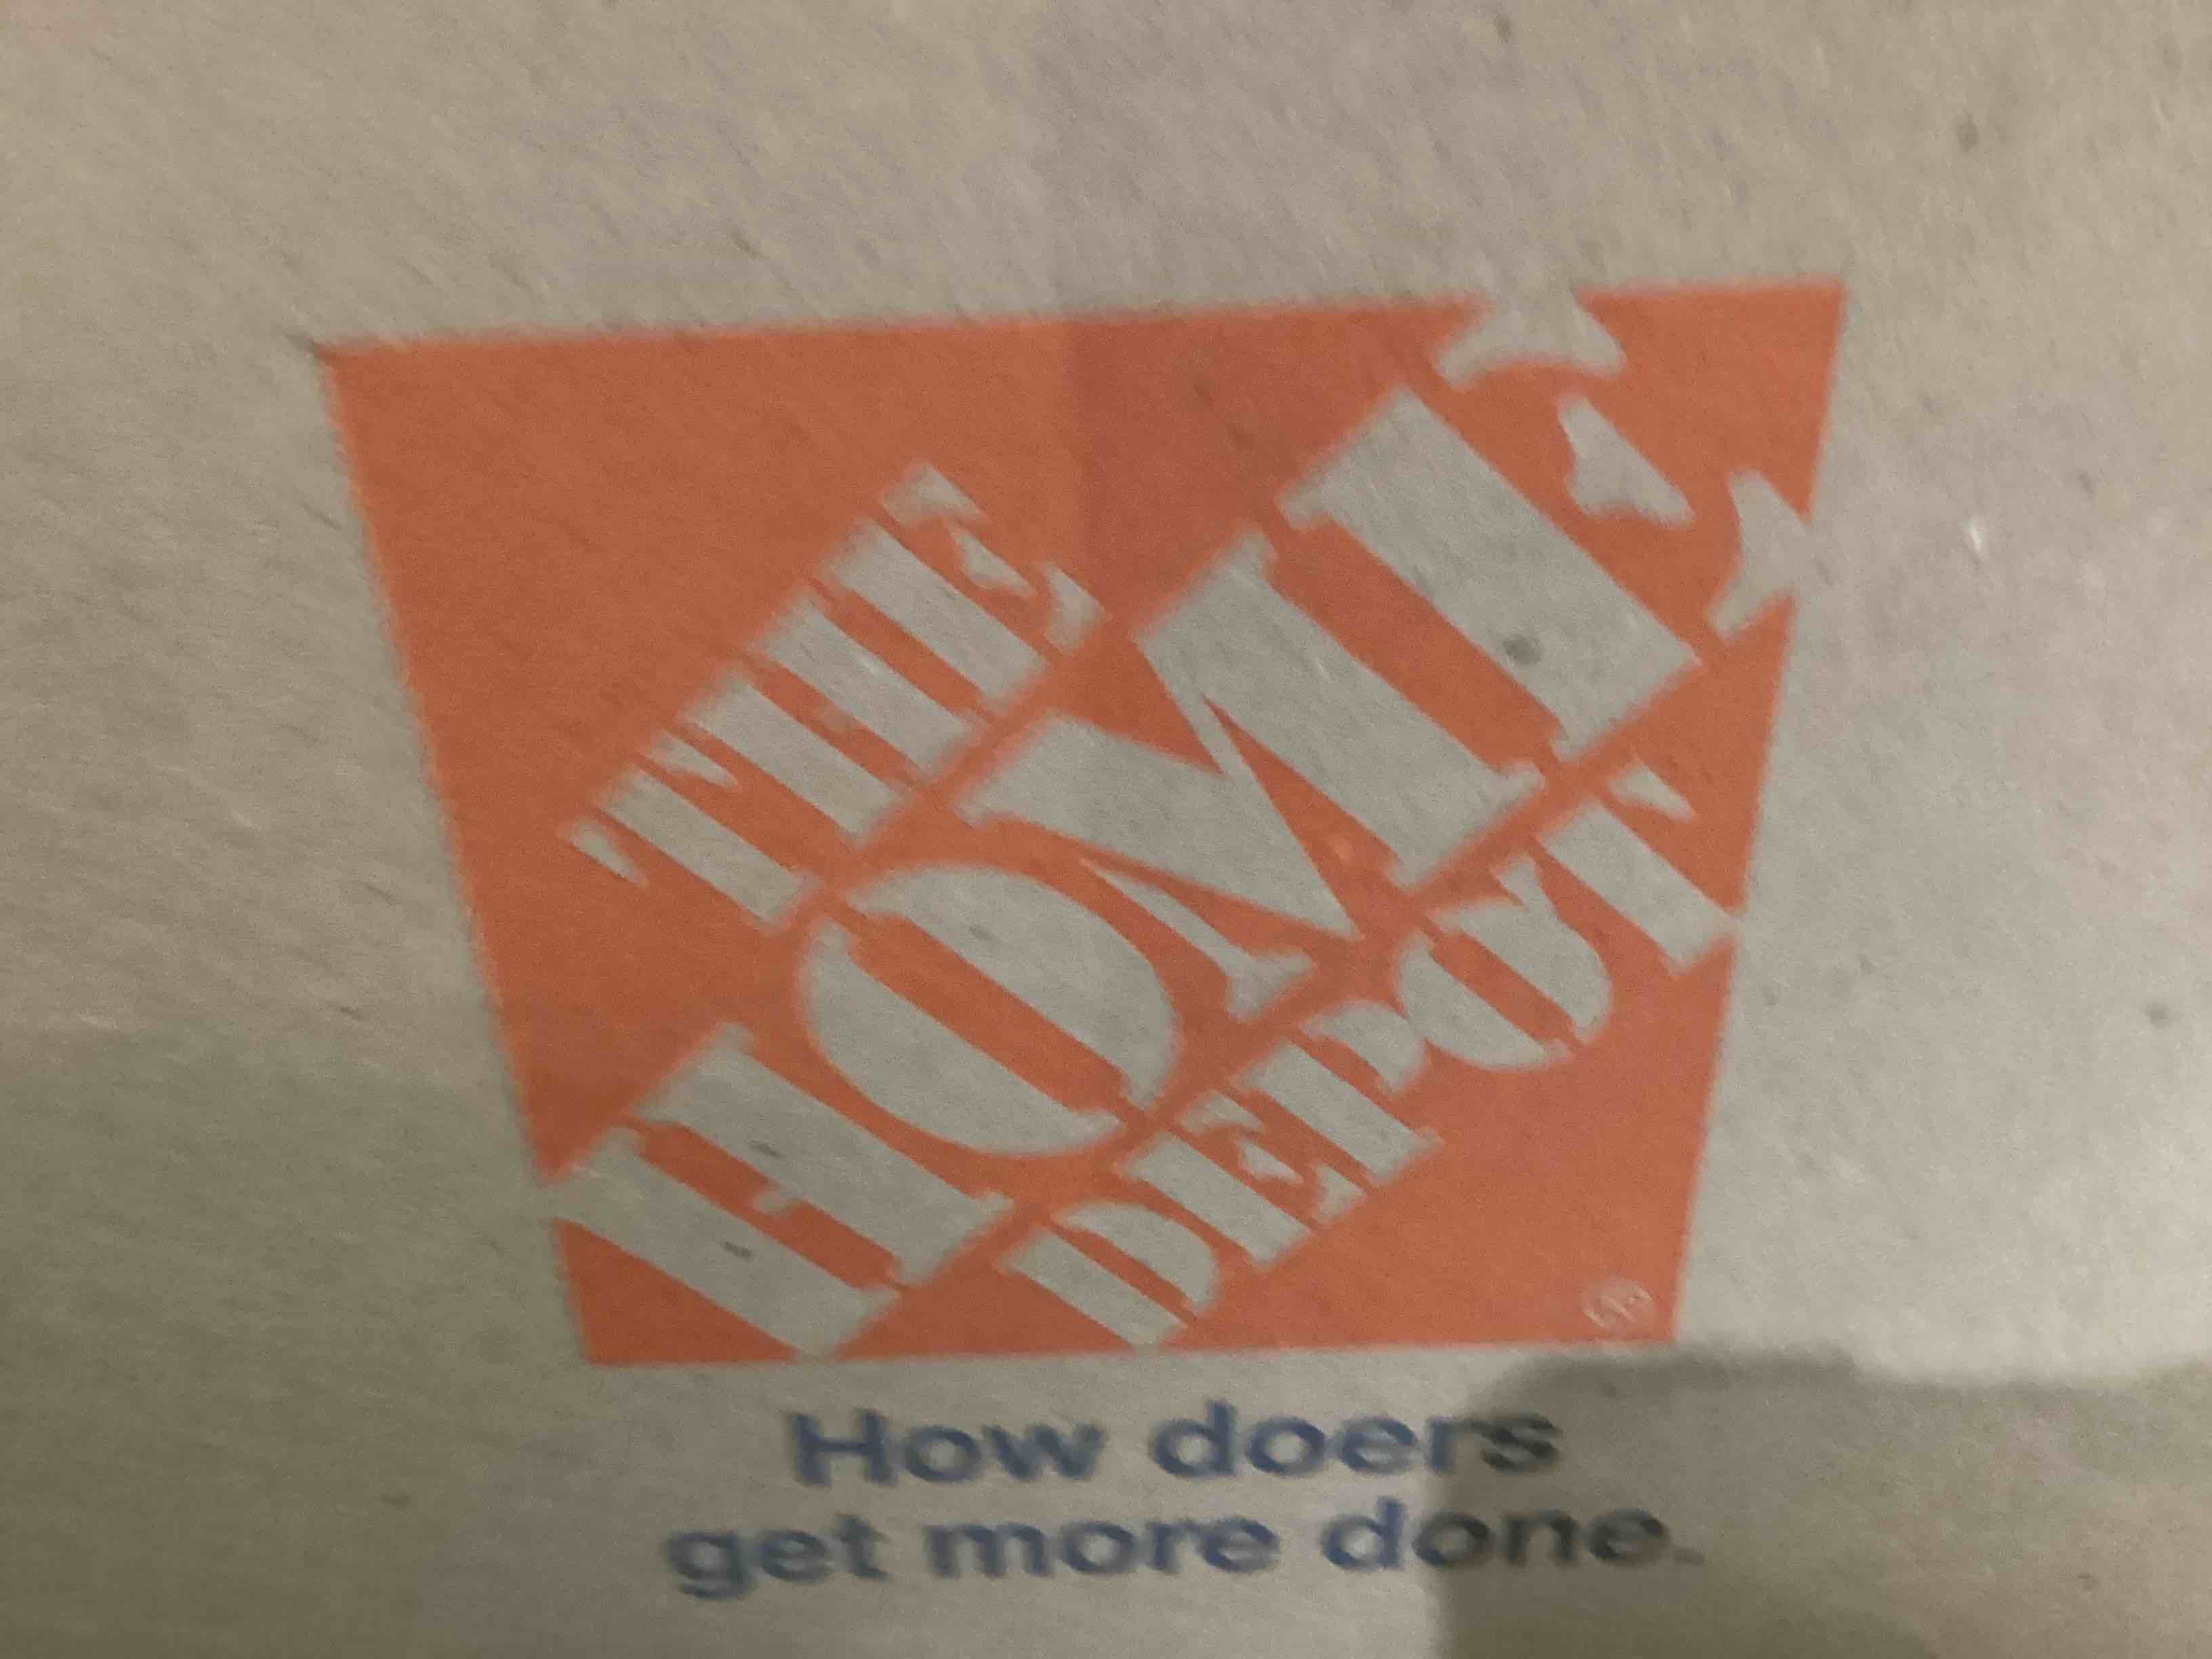 THE
HOME
DEPOT
How doers
get more done.